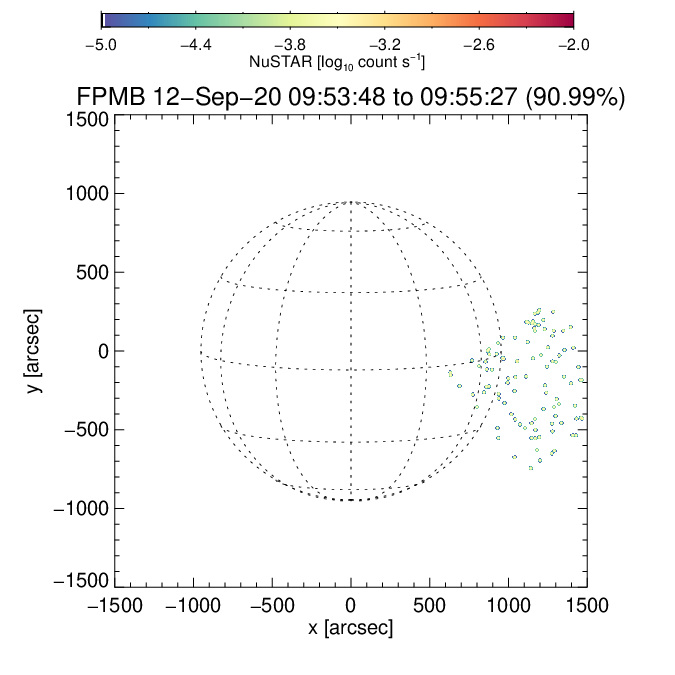 −5.0 −4.4 −3.8 −3.2 −2.6 −2.0
NuSTAR [log₁₀ count s⁻¹]
FPMB 12−Sep−20 09:53:48 to 09:55:27 (90.99%)
1500
1000
500
0
−500
−1000
−1500
y [arcsec]
−1500 −1000 −500 0 500 1000 1500
x [arcsec]